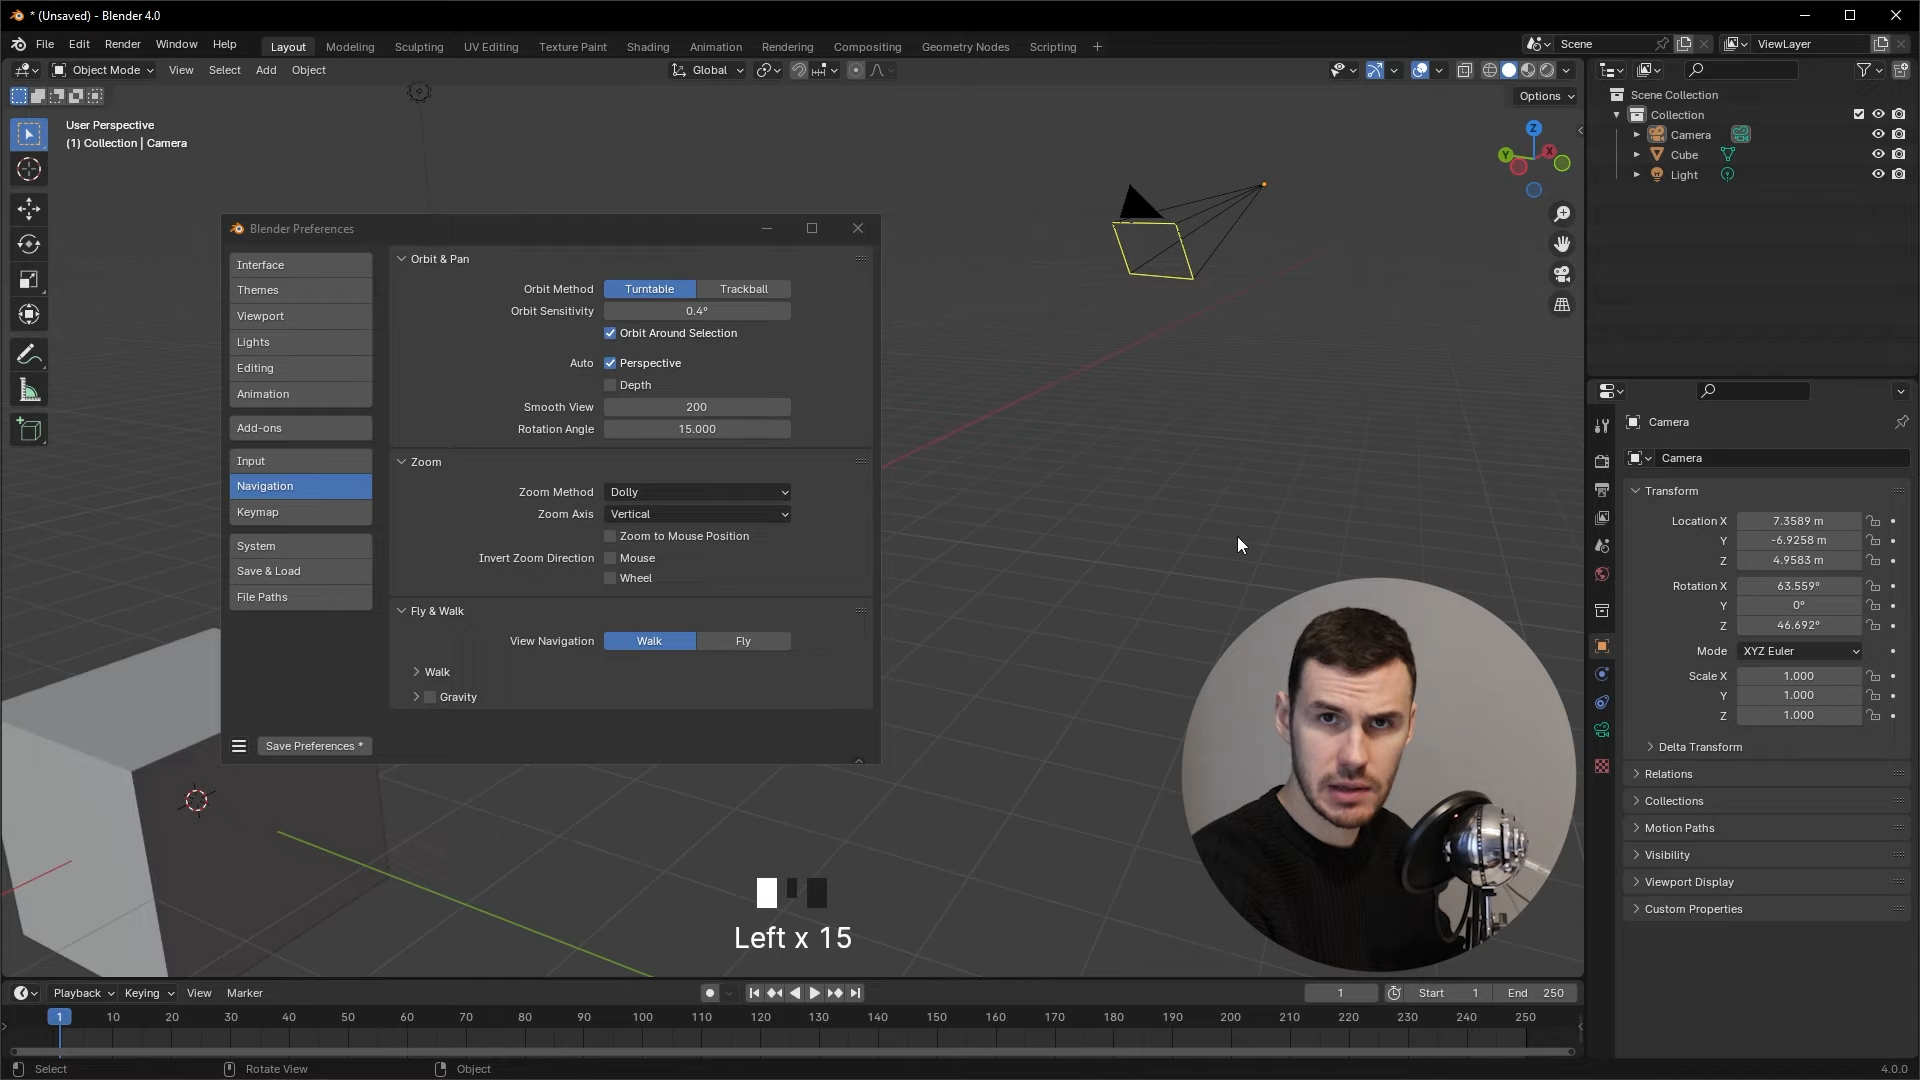 * (Unsaved) - Blender 4.0
File Edit Render Window Help Layout Modeling Sculpting UV Editing Texture Paint Shading Animation Rendering Compositing Geometry Nodes Scripting + Scene ViewLayer
Object Mode View Select Add Object Global
Options
User Perspective
(1) Collection | Camera
Z
Y X
Scene Collection
Collection
Camera
Cube
Light
Blender Preferences
Interface
Themes
Viewport
Lights
Editing
Animation
Add-ons
Input
Navigation
Keymap
System
Save & Load
File Paths
Save Preferences *
Orbit & Pan
Orbit Method Turntable Trackball
Orbit Sensitivity 0.4°
Orbit Around Selection
Auto Perspective
Depth
Smooth View 200
Rotation Angle 15.000
Zoom
Zoom Method Dolly
Zoom Axis Vertical
Zoom to Mouse Position
Invert Zoom Direction Mouse
Wheel
Fly & Walk
View Navigation Walk Fly
Walk
Gravity
Camera
Camera
Transform
Location X 7.3589 m
Y -6.9258 m
Z 4.9583 m
Rotation X 63.559°
Y 0°
Z 46.692°
Mode XYZ Euler
Scale X 1.000
Y 1.000
Z 1.000
Delta Transform
Relations
Collections
Motion Paths
Visibility
Viewport Display
Custom Properties
Left x 15
Playback Keying View Marker 1 Start 1 End 250
1 10 20 30 40 50 60 70 80 90 100 110 120 130 140 150 160 170 180 190 200 210 220 230 240 250
Select Rotate View Object 4.0.0